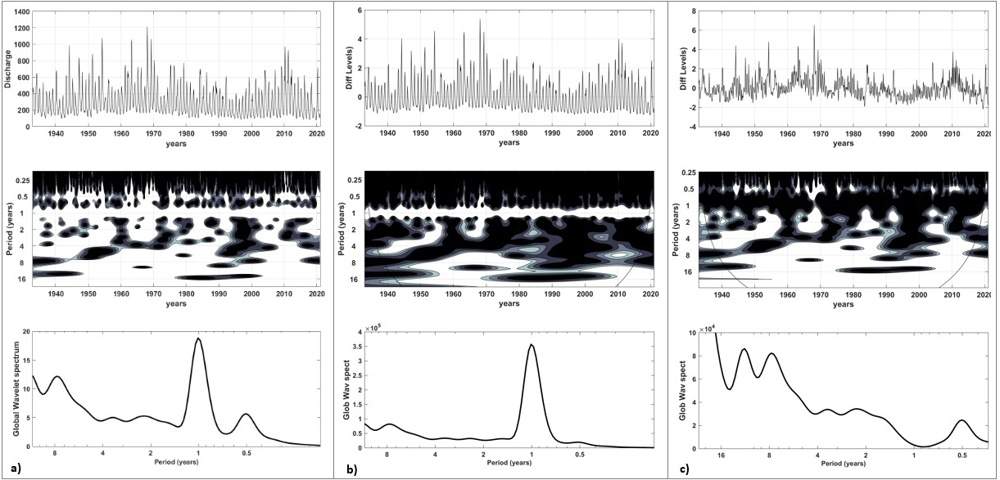 1400
1200
1000
800
600
400
200
0
Discharge
1940 1950 1960 1970 1980 1990 2000 2010 2020
years
0.25
0.5
1
2
4
8
16
Period (years)
1940 1950 1960 1970 1980 1990 2000 2010 2020
years
20
15
10
5
0
Global Wavelet spectrum
8 4 2 1 0.5
Period (years)
a)
6
4
2
0
-2
Diff Levels)
1940 1950 1960 1970 1980 1990 2000 2010 2020
years
0.25
0.5
1
2
4
8
16
Period (years)
1940 1950 1960 1970 1980 1990 2000 2010 2020
years
×10⁵
4
3.5
3
2.5
2
1.5
1
0.5
0
Glob Wav spect
8 4 2 1 0.5
Period (years)
b)
8
6
4
2
0
-2
-4
Diff Levels)
1940 1950 1960 1970 1980 1990 2000 2010 2020
years
0.25
0.5
1
2
4
8
16
Period (years)
1940 1950 1960 1970 1980 1990 2000 2010 2020
years
×10⁴
10
8
6
4
2
0
Glob Wav spect
16 8 4 2 1 0.5
Period (years)
c)